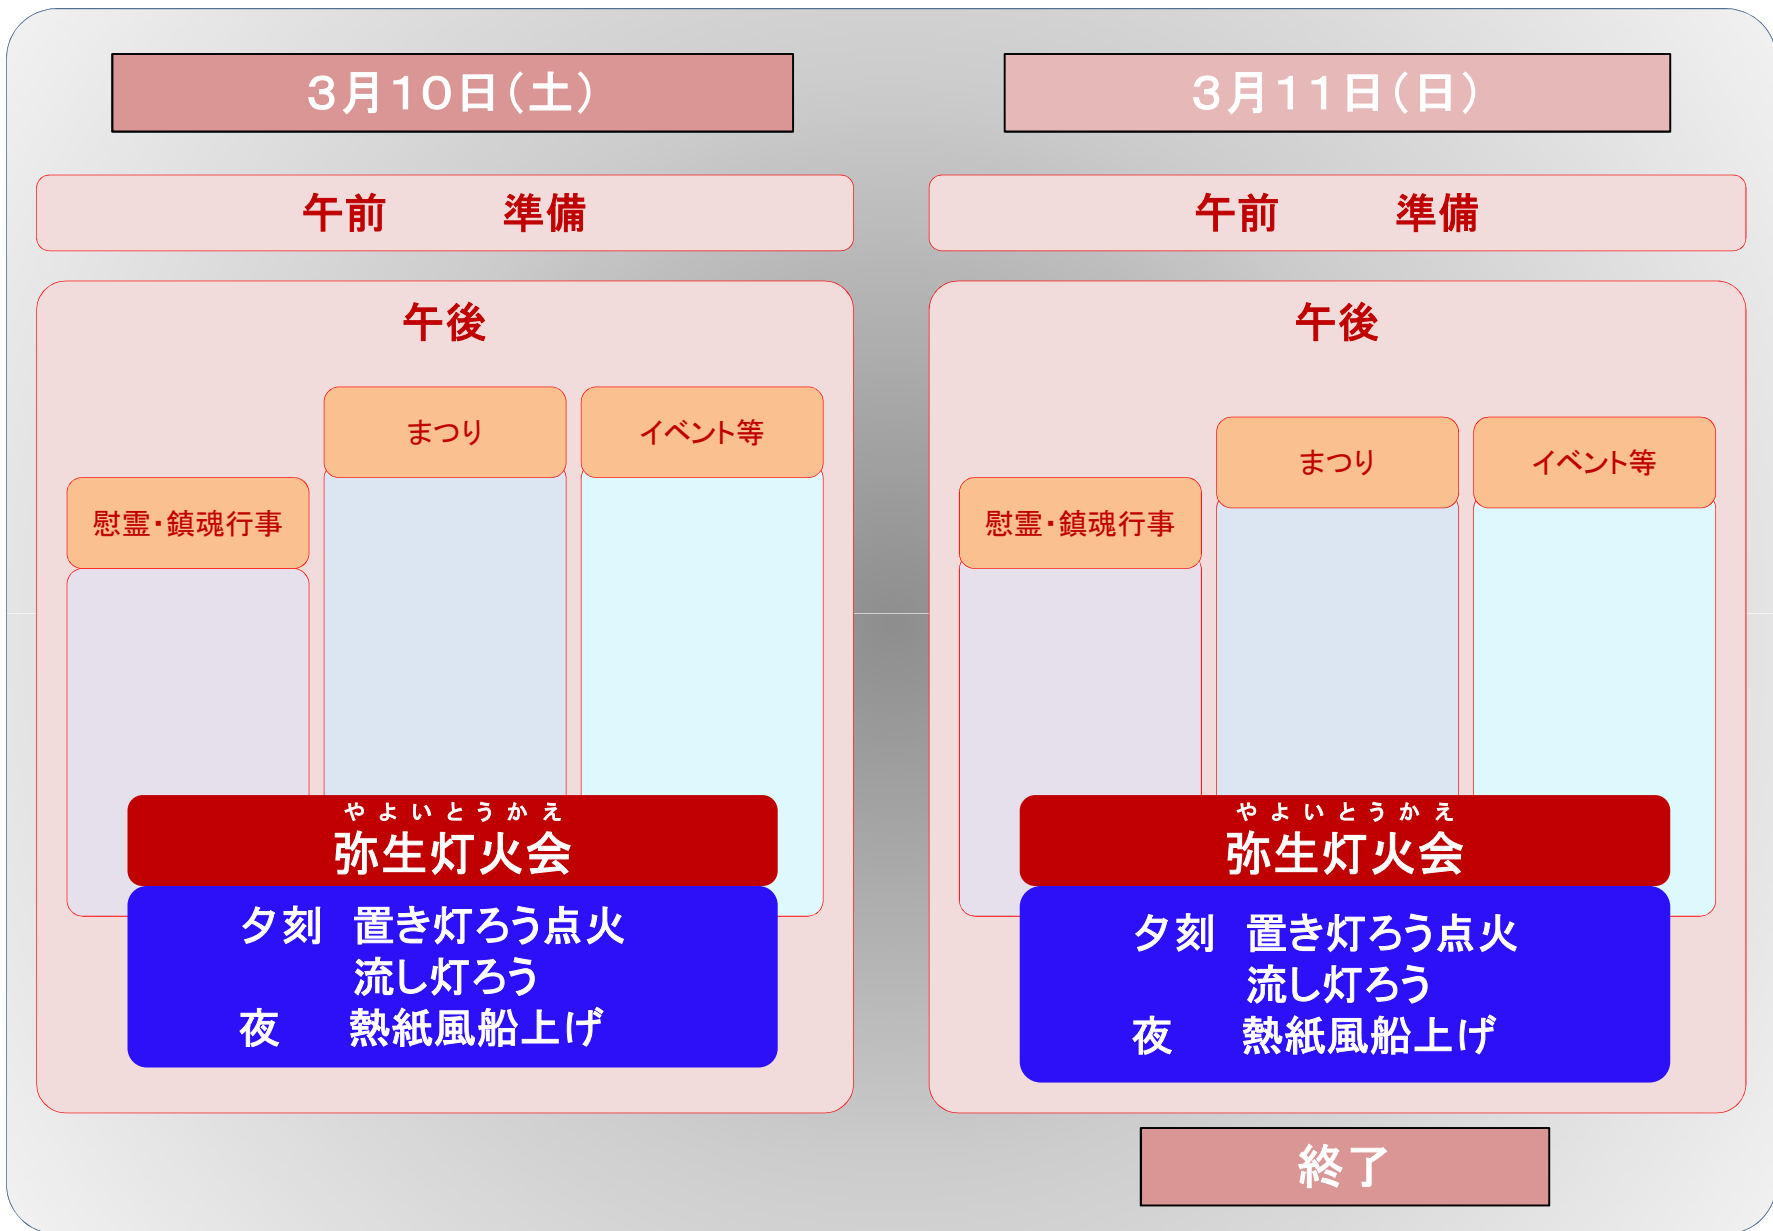 3月10日(土)
午前　準備
午後
まつり
イベント等
慰霊・鎮魂行事
やよいとうかえ
弥生灯火会
夕刻　置き灯ろう点火
流し灯ろう
夜　熱紙風船上げ
3月11日(日)
午前　準備
午後
まつり
イベント等
慰霊・鎮魂行事
やよいとうかえ
弥生灯火会
夕刻　置き灯ろう点火
流し灯ろう
夜　熱紙風船上げ
終了